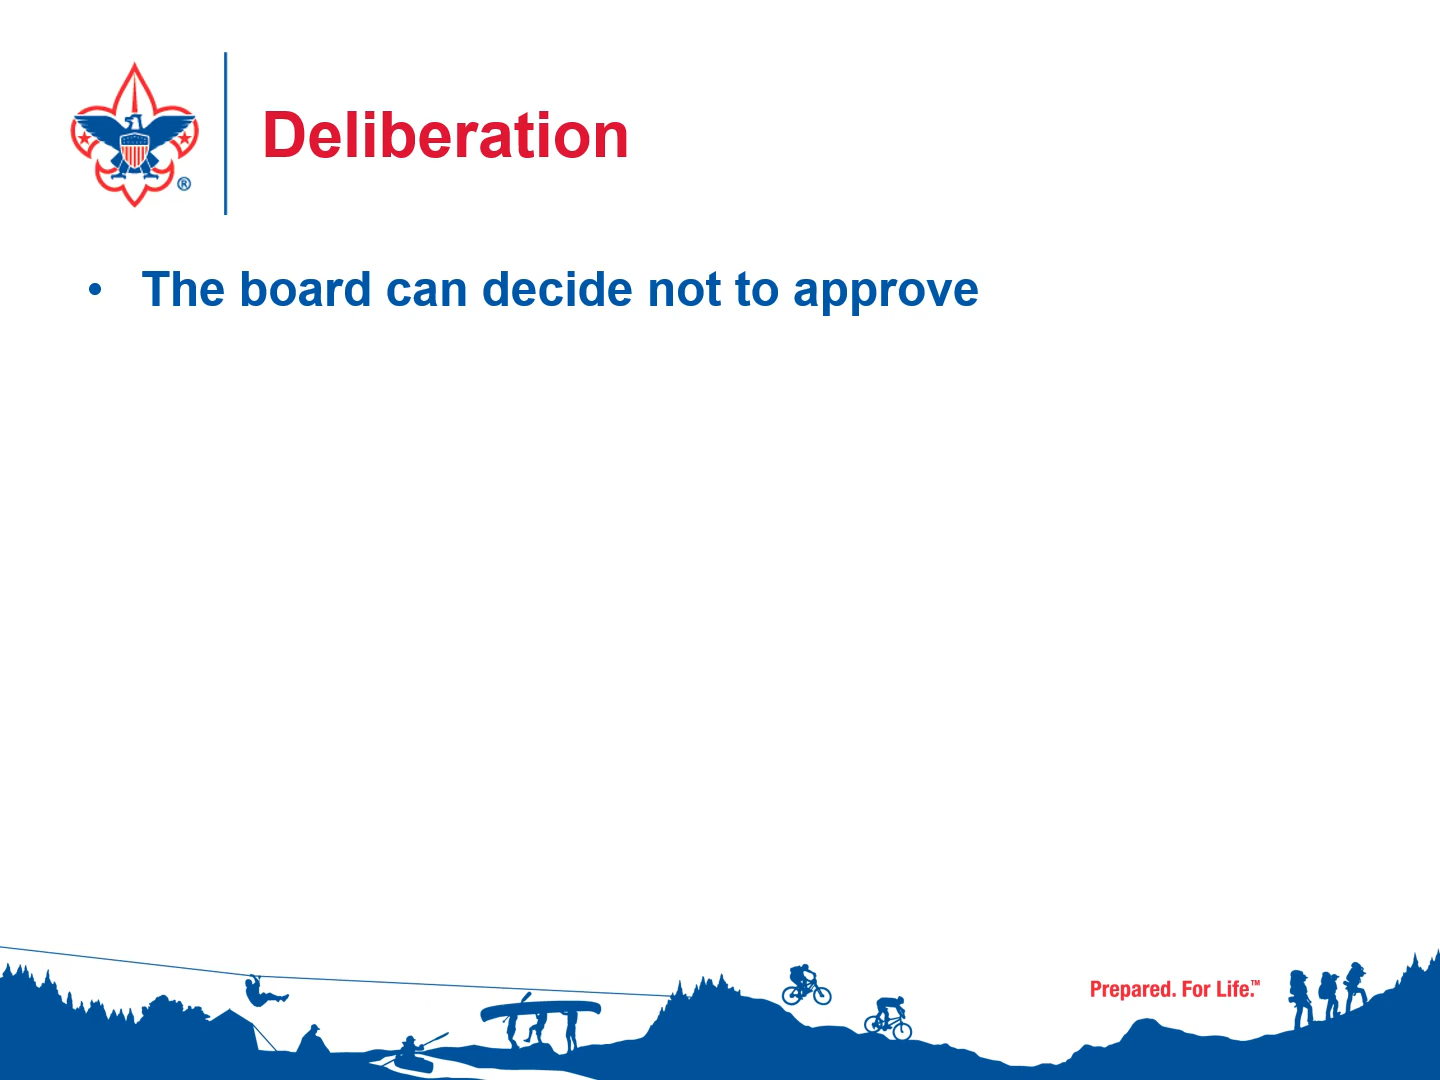 Deliberation
• The board can decide not to approve
Prepared. For Life.™
®